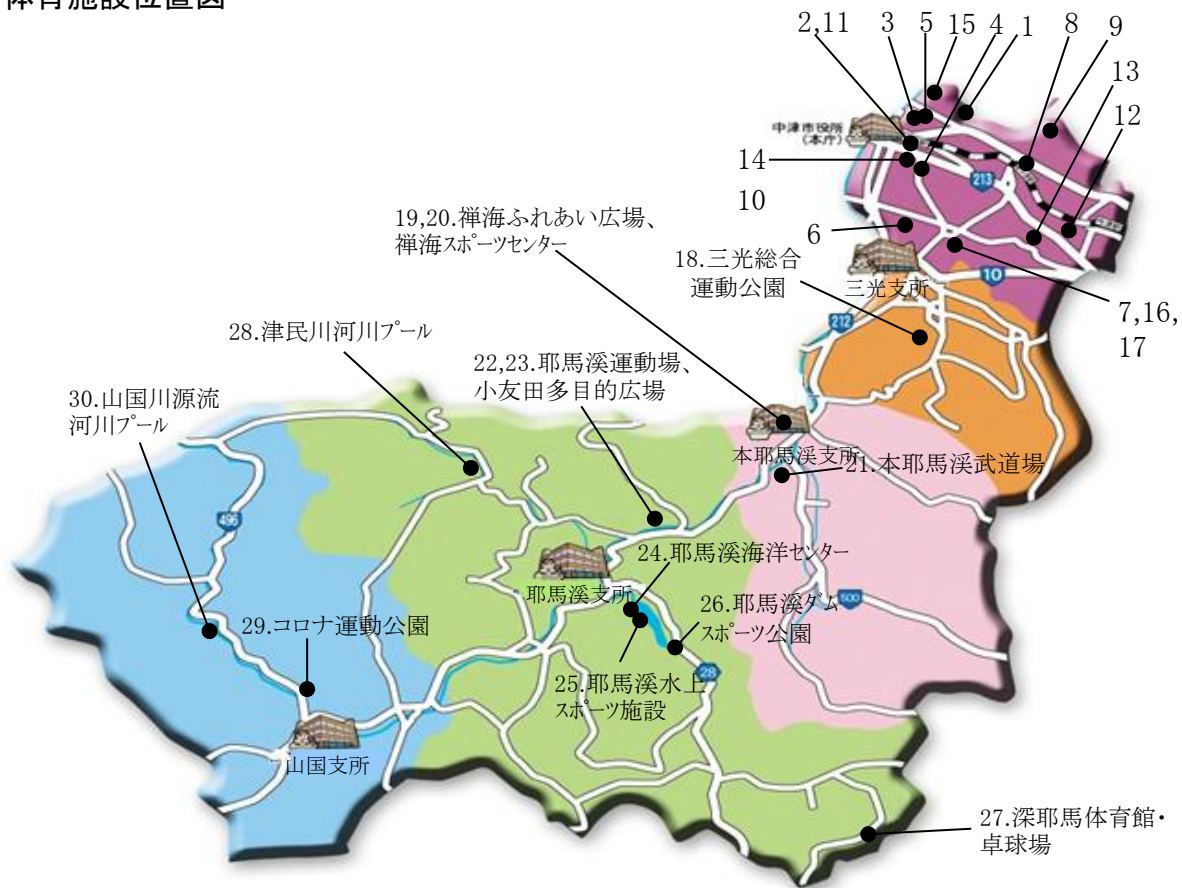 体育施設位置図
2,11
3
5
15
4
1
8
9
13
12
中津市役所
(本庁)
14
10
213
6
19,20.禅海ふれあい広場、
禅海スポーツセンター
18.三光総合
運動公園
三光支所
10
7,16,
17
212
28.津民川河川プール
22,23.耶馬溪運動場、
小友田多目的広場
30.山国川源流
河川プール
本耶馬渓支所
21.本耶馬渓武道場
496
24.耶馬溪海洋センター
耶馬溪支所
26.耶馬溪ダム
スポーツ公園
500
29.コロナ運動公園
25.耶馬溪水上
スポーツ施設
28
山国支所
27.深耶馬体育館・
卓球場